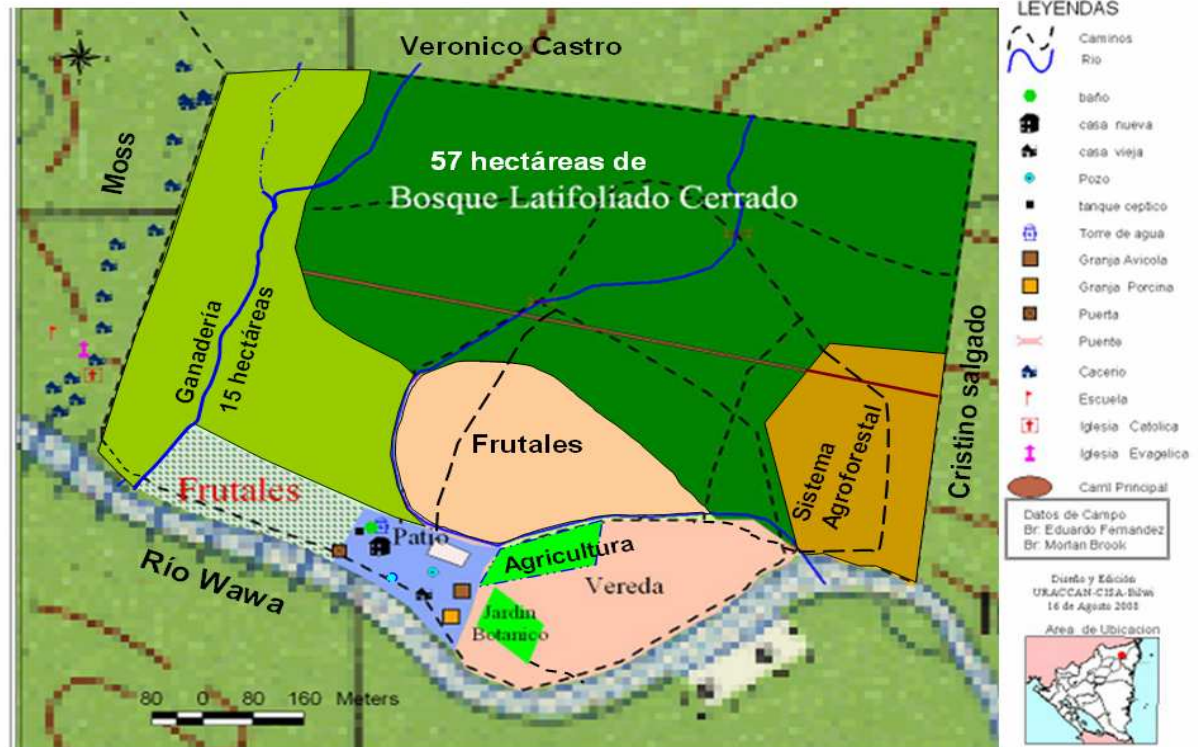 Veronico Castro
Moss
57 hectáreas de
Bosque Latifoliado Cerrado
Ganadería
15 hectáreas
Frutales
Frutales
Sistema
Agroforestal
Cristino salgado
Patio
Agricultura
Vereda
Jardin
Botanico
Río Wawa
80 0 80 160 Meters
LEYENDAS
Caminos
Rio
baño
casa nueva
casa vieja
Pozo
tanque ceptico
Torre de agua
Granja Avicola
Granja Porcina
Puerta
Puente
Cacerio
Escuela
Iglesia Catolica
Iglesia Evagelica
Carril Principal
Datos de Campo
Br: Eduardo Fernandez
Br: Morlan Brook
Diseño y Edición
URACCAN-CISA-Bilwi
16 de Agosto 2008
Area de Ubicacion